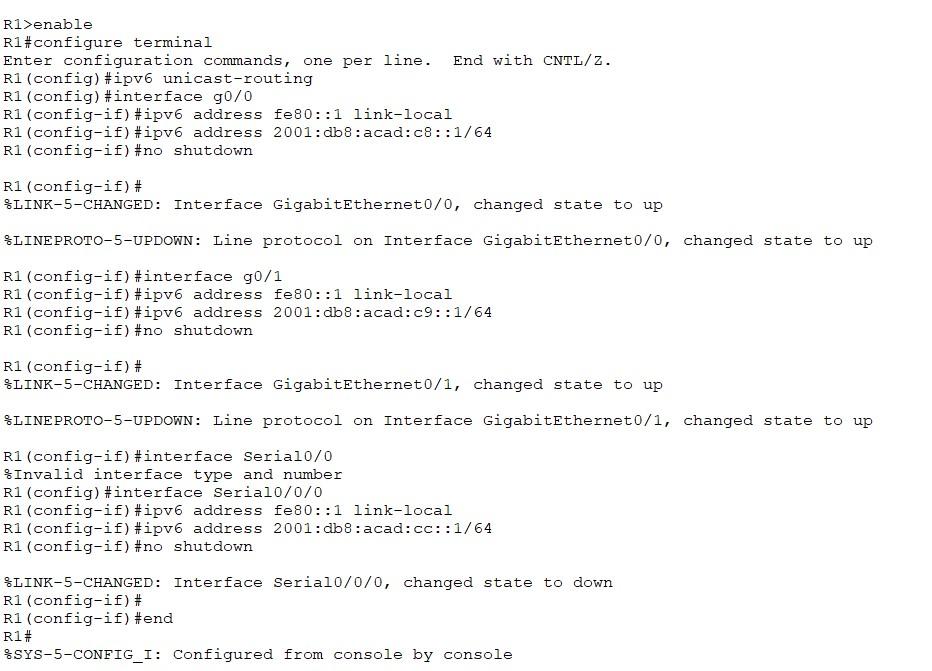 R1>enable
R1#configure terminal
Enter configuration commands, one per line.  End with CNTL/Z.
R1(config)#ipv6 unicast-routing
R1(config)#interface g0/0
R1(config-if)#ipv6 address fe80::1 link-local
R1(config-if)#ipv6 address 2001:db8:acad:c8::1/64
R1(config-if)#no shutdown

R1(config-if)#
%LINK-5-CHANGED: Interface GigabitEthernet0/0, changed state to up

%LINEPROTO-5-UPDOWN: Line protocol on Interface GigabitEthernet0/0, changed state to up

R1(config-if)#interface g0/1
R1(config-if)#ipv6 address fe80::1 link-local
R1(config-if)#ipv6 address 2001:db8:acad:c9::1/64
R1(config-if)#no shutdown

R1(config-if)#
%LINK-5-CHANGED: Interface GigabitEthernet0/1, changed state to up

%LINEPROTO-5-UPDOWN: Line protocol on Interface GigabitEthernet0/1, changed state to up

R1(config-if)#interface Serial0/0
%Invalid interface type and number
R1(config)#interface Serial0/0/0
R1(config-if)#ipv6 address fe80::1 link-local
R1(config-if)#ipv6 address 2001:db8:acad:cc::1/64
R1(config-if)#no shutdown

%LINK-5-CHANGED: Interface Serial0/0/0, changed state to down
R1(config-if)#
R1(config-if)#end
R1#
%SYS-5-CONFIG_I: Configured from console by console